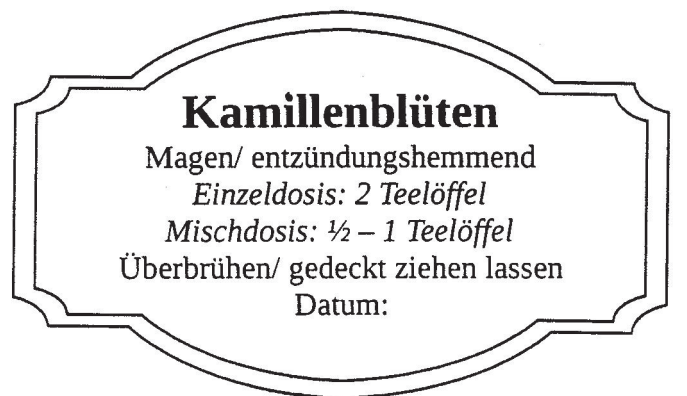 Kamillenblüten
Magen/ entzündungshemmend
Einzeldosis: 2 Teelöffel
Mischdosis: ½ – 1 Teelöffel
Überbrühen/ gedeckt ziehen lassen
Datum: